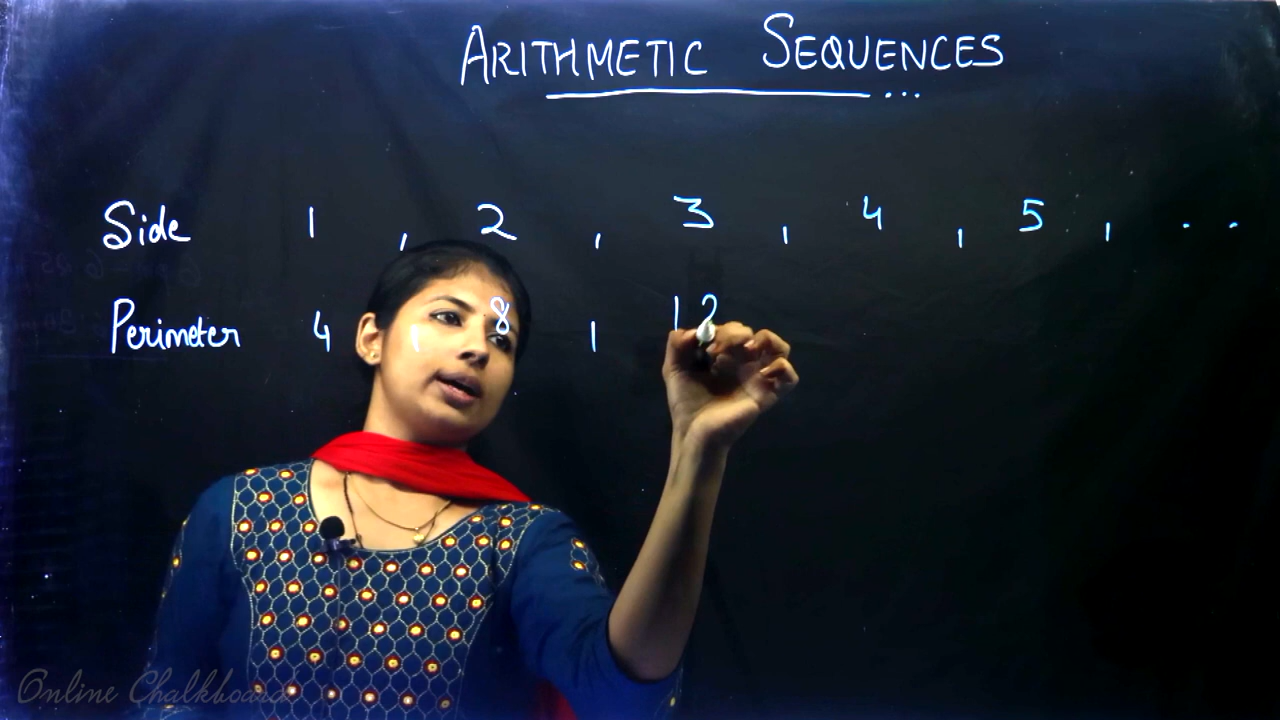 ARITHMETIC SEQUENCES ...
Side 1 , 2 , 3 , 4 , 5 , ..
Perimeter 4 , 8 , 12
Online Chalkboard